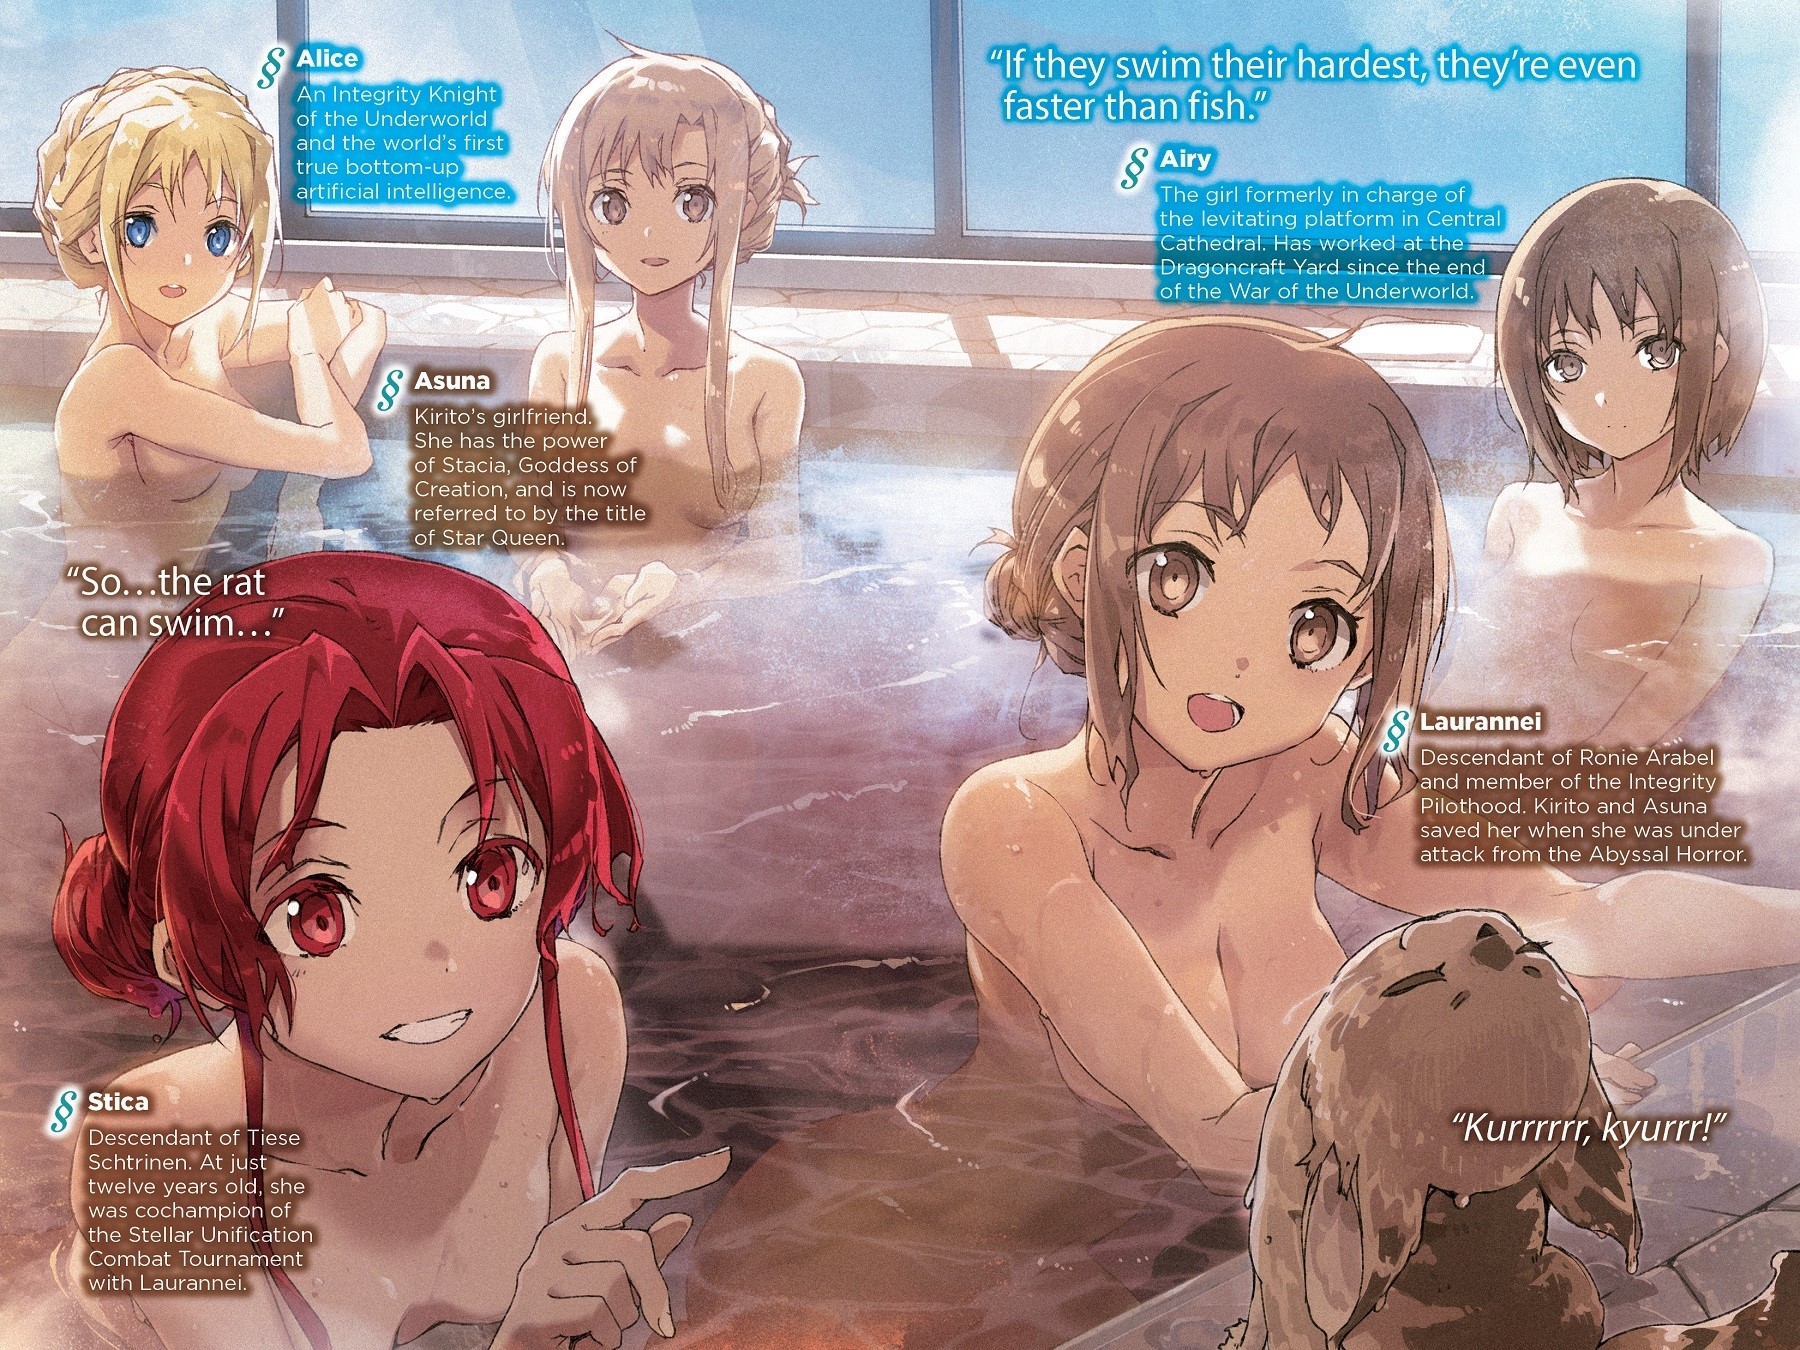 § Alice
An Integrity Knight
of the Underworld
and the world's first
true bottom-up
artificial intelligence.
§ Asuna
Kirito's girlfriend.
She has the power
of Stacia, Goddess of
Creation, and is now
referred to by the title
of Star Queen.
“If they swim their hardest, they're even
faster than fish.”
§ Airy
The girl formerly in charge of
the levitating platform in Central
Cathedral. Has worked at the
Dragoncraft Yard since the end
of the War of the Underworld.
“So…the rat
can swim…”
§ Laurannei
Descendant of Ronie Arabel
and member of the Integrity
Pilothood. Kirito and Asuna
saved her when she was under
attack from the Abyssal Horror.
§ Stica
Descendant of Tiese
Schtrinen. At just
twelve years old, she
was cochampion of
the Stellar Unification
Combat Tournament
with Laurannei.
“Kurrrrrr, kyurrr!”